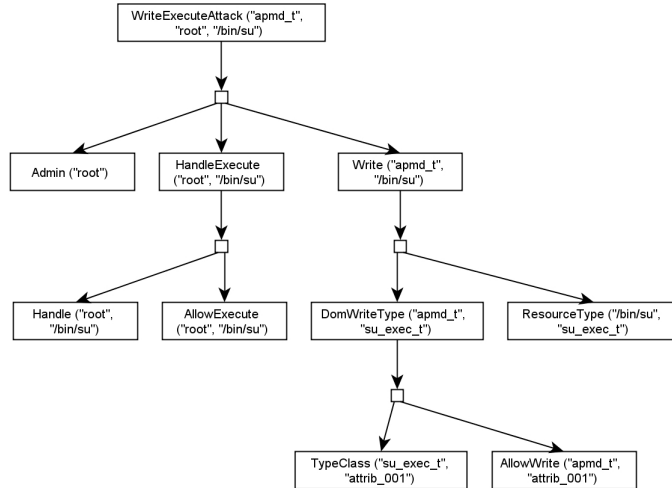 WriteExecuteAttack ("apmd_t",
"root", "/bin/su")
Admin ("root")
HandleExecute
("root", "/bin/su")
Write ("apmd_t",
"/bin/su")
Handle ("root",
"/bin/su")
AllowExecute
("root", "/bin/su")
DomWriteType ("apmd_t",
"su_exec_t")
ResourceType ("/bin/su",
"su_exec_t")
TypeClass ("su_exec_t",
"attrib_001")
AllowWrite ("apmd_t",
"attrib_001")